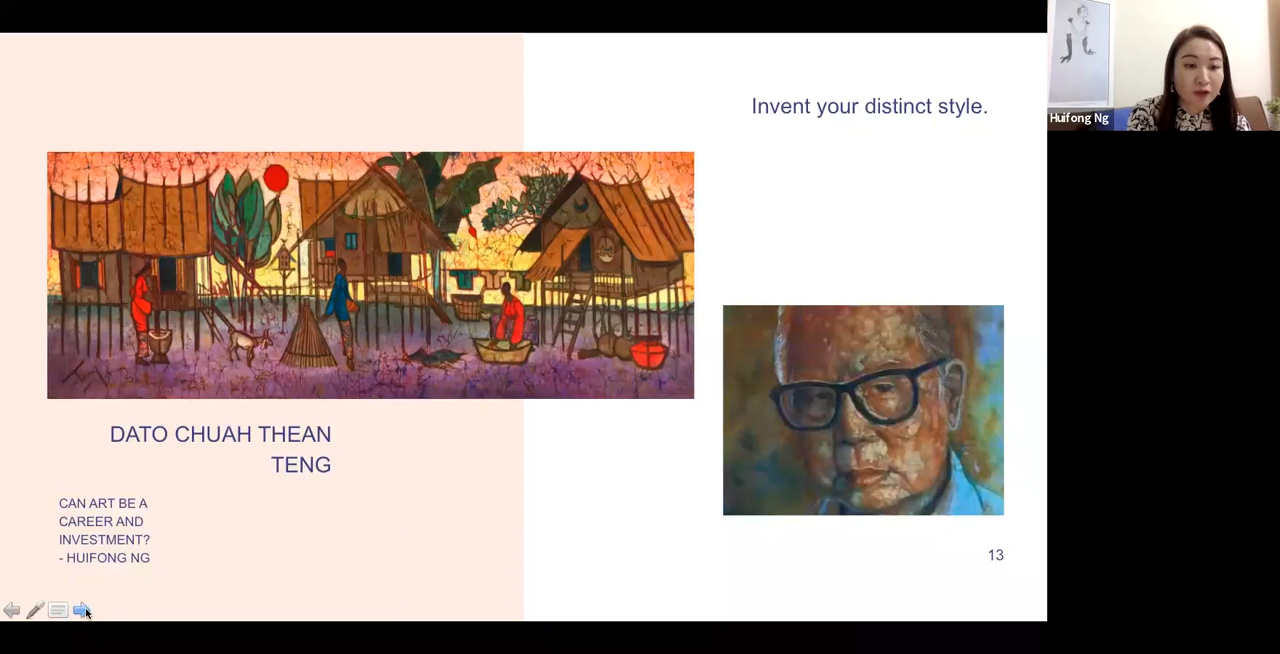 Invent your distinct style.
DATO CHUAH THEAN
TENG
CAN ART BE A
CAREER AND
INVESTMENT?
- HUIFONG NG
13
Huifong Ng